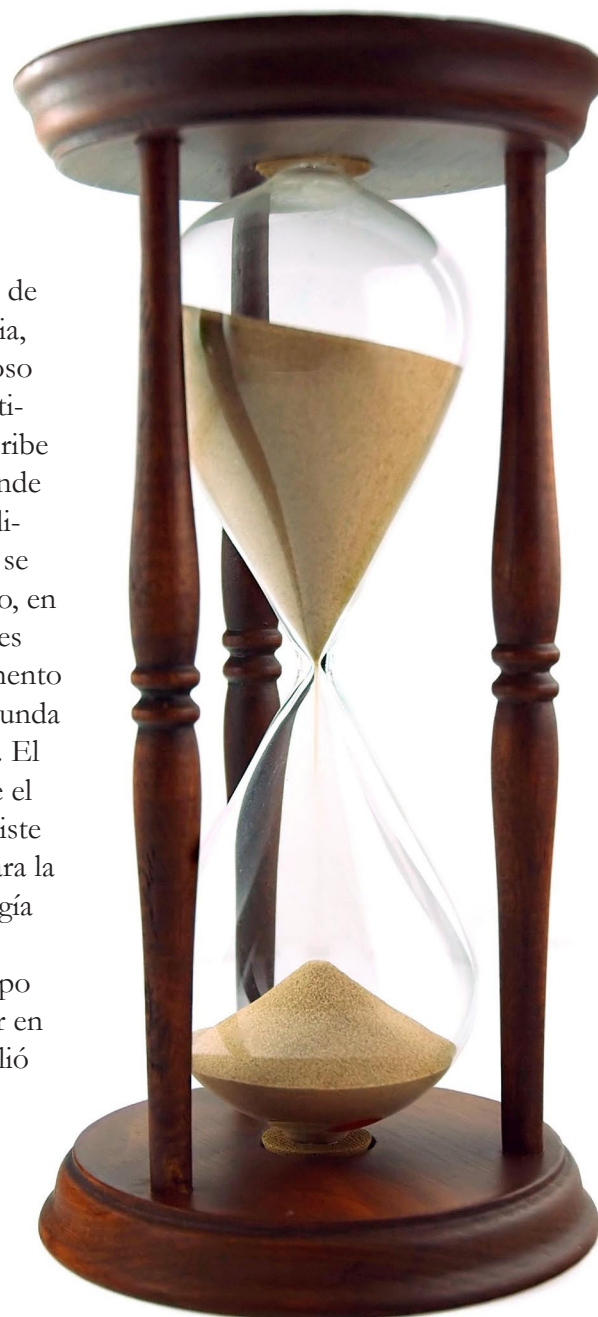 de
ia,
oso
ti-
ribe
nde
li-
se
o, en
es
mento
unda
. El
e el
iste
ara la
gía
po
r en
lió